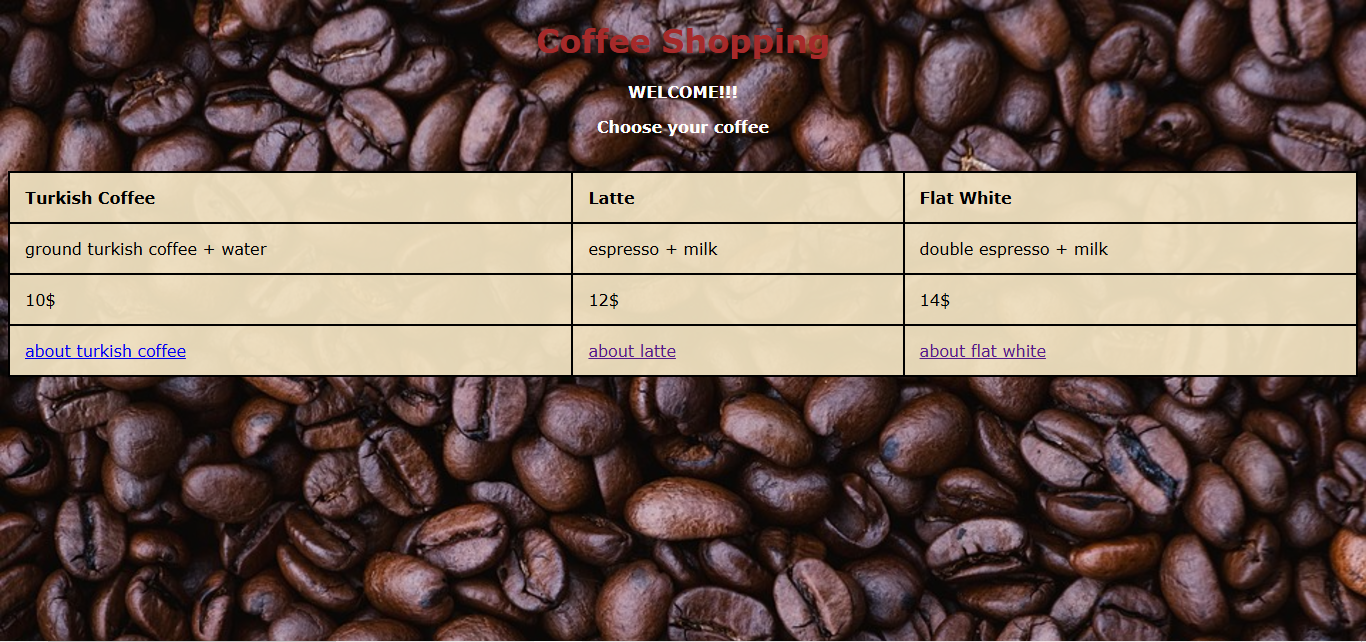 Coffee Shopping
WELCOME!!!
Choose your coffee
Turkish Coffee Latte Flat White
ground turkish coffee + water espresso + milk double espresso + milk
10$ 12$ 14$
about turkish coffee about latte about flat white